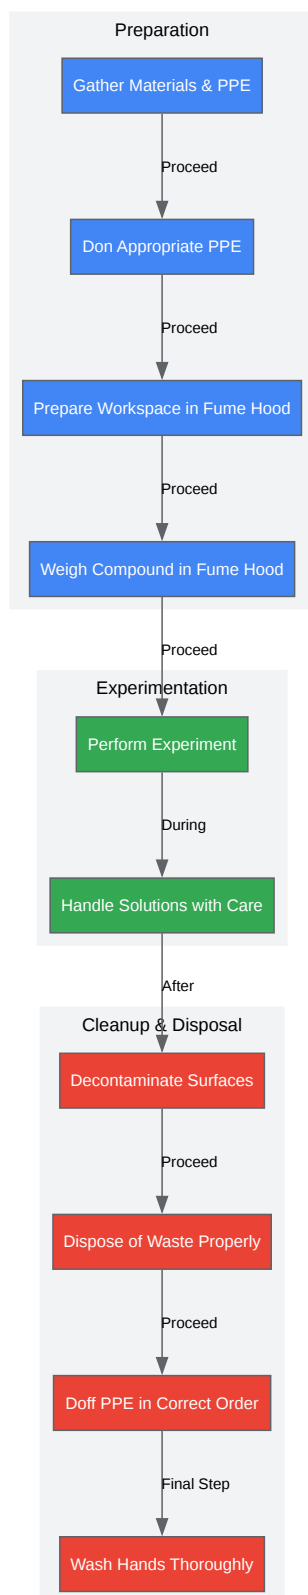 Preparation
Gather Materials & PPE
Proceed
Don Appropriate PPE
Proceed
Prepare Workspace in Fume Hood
Proceed
Weigh Compound in Fume Hood
Proceed
Experimentation
Perform Experiment
During
Handle Solutions with Care
After
Cleanup & Disposal
Decontaminate Surfaces
Proceed
Dispose of Waste Properly
Proceed
Doff PPE in Correct Order
Final Step
Wash Hands Thoroughly